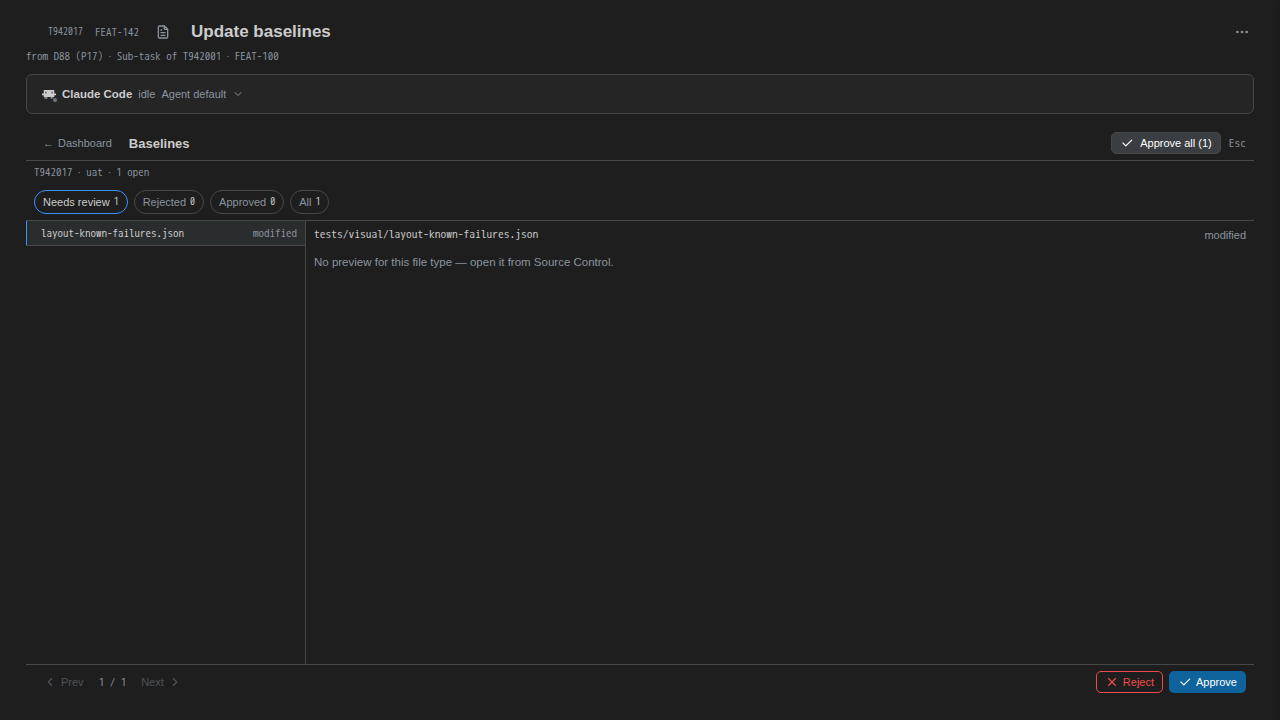 T942017 FEAT-142 Update baselines
from D88 (P17) · Sub-task of T942001 · FEAT-100
Claude Code idle Agent default
← Dashboard Baselines Approve all (1) Esc
T942017 · uat · 1 open
Needs review 1 Rejected 0 Approved 0 All 1
layout-known-failures.json modified
tests/visual/layout-known-failures.json modified
No preview for this file type — open it from Source Control.
Prev 1 / 1 Next Reject Approve